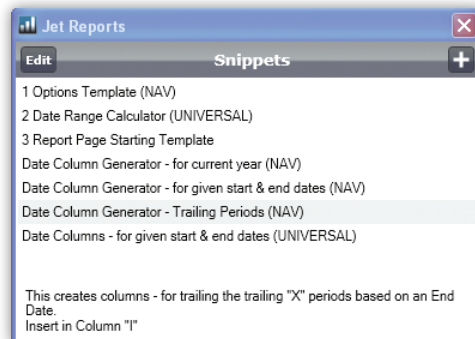 Jet Reports
Edit
Snippets
1 Options Template (NAV)
2 Date Range Calculator (UNIVERSAL)
3 Report Page Starting Template
Date Column Generator - for current year (NAV)
Date Column Generator - for given start & end dates (NAV)
Date Column Generator - Trailing Periods (NAV)
Date Columns - for given start & end dates (UNIVERSAL)
This creates columns - for trailing the trailing "X" periods based on an End
Date.
Insert in Column "I"